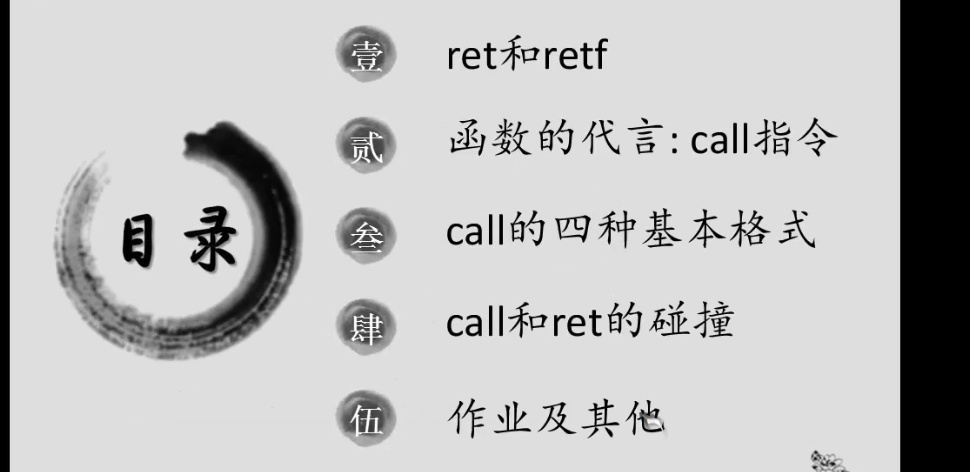 目录
壹 ret和retf
贰 函数的代言: call指令
叁 call的四种基本格式
肆 call和ret的碰撞
伍 作业及其他